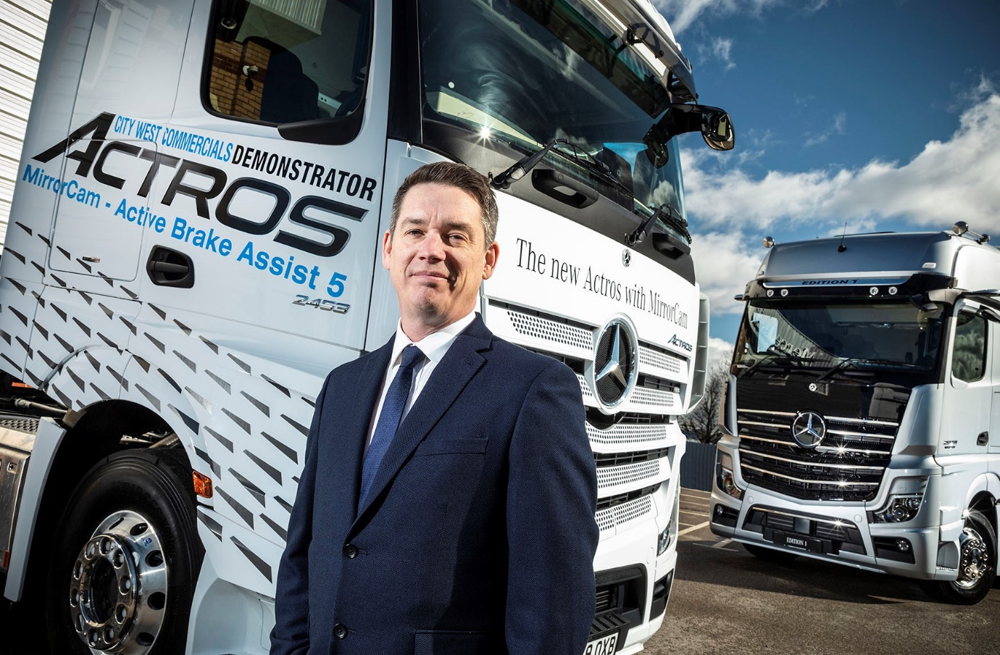 CITY WEST COMMERCIALS DEMONSTRATOR
ACTROS
MirrorCam - Active Brake Assist 5
2453
The new Actros with MirrorCam
ACTROS
EDITION 1
EDITION 1